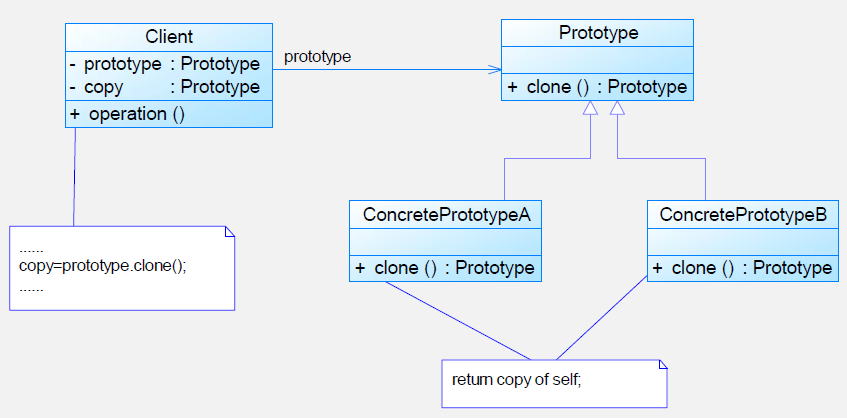 Client
- prototype : Prototype
- copy : Prototype
+ operation ()
prototype
Prototype
+ clone () : Prototype
ConcretePrototypeA
+ clone () : Prototype
ConcretePrototypeB
+ clone () : Prototype
......
copy=prototype.clone();
......
return copy of self;